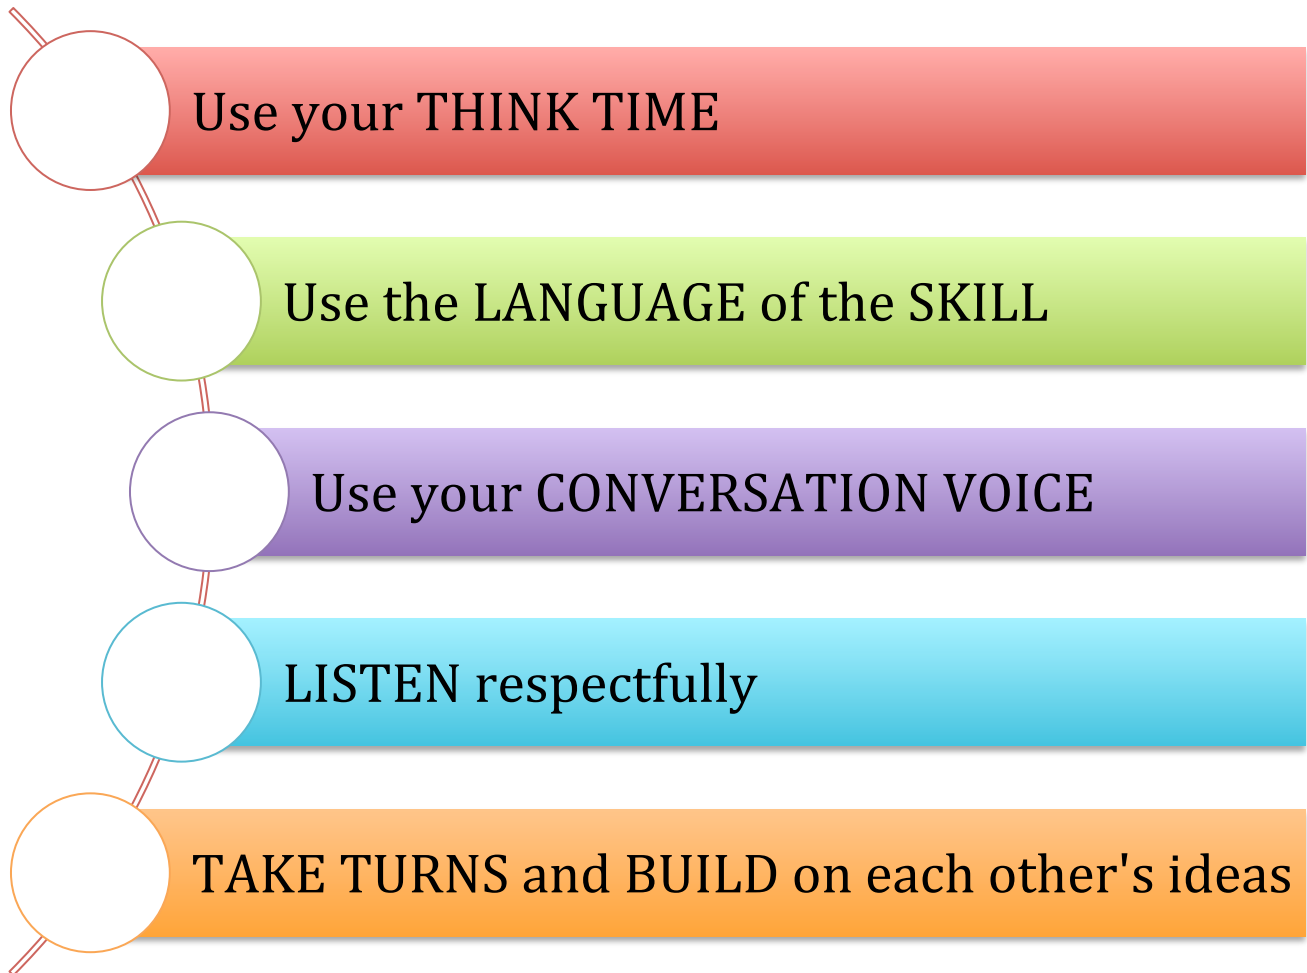 Use your THINK TIME
Use the LANGUAGE of the SKILL
Use your CONVERSATION VOICE
LISTEN respectfully
TAKE TURNS and BUILD on each other's ideas